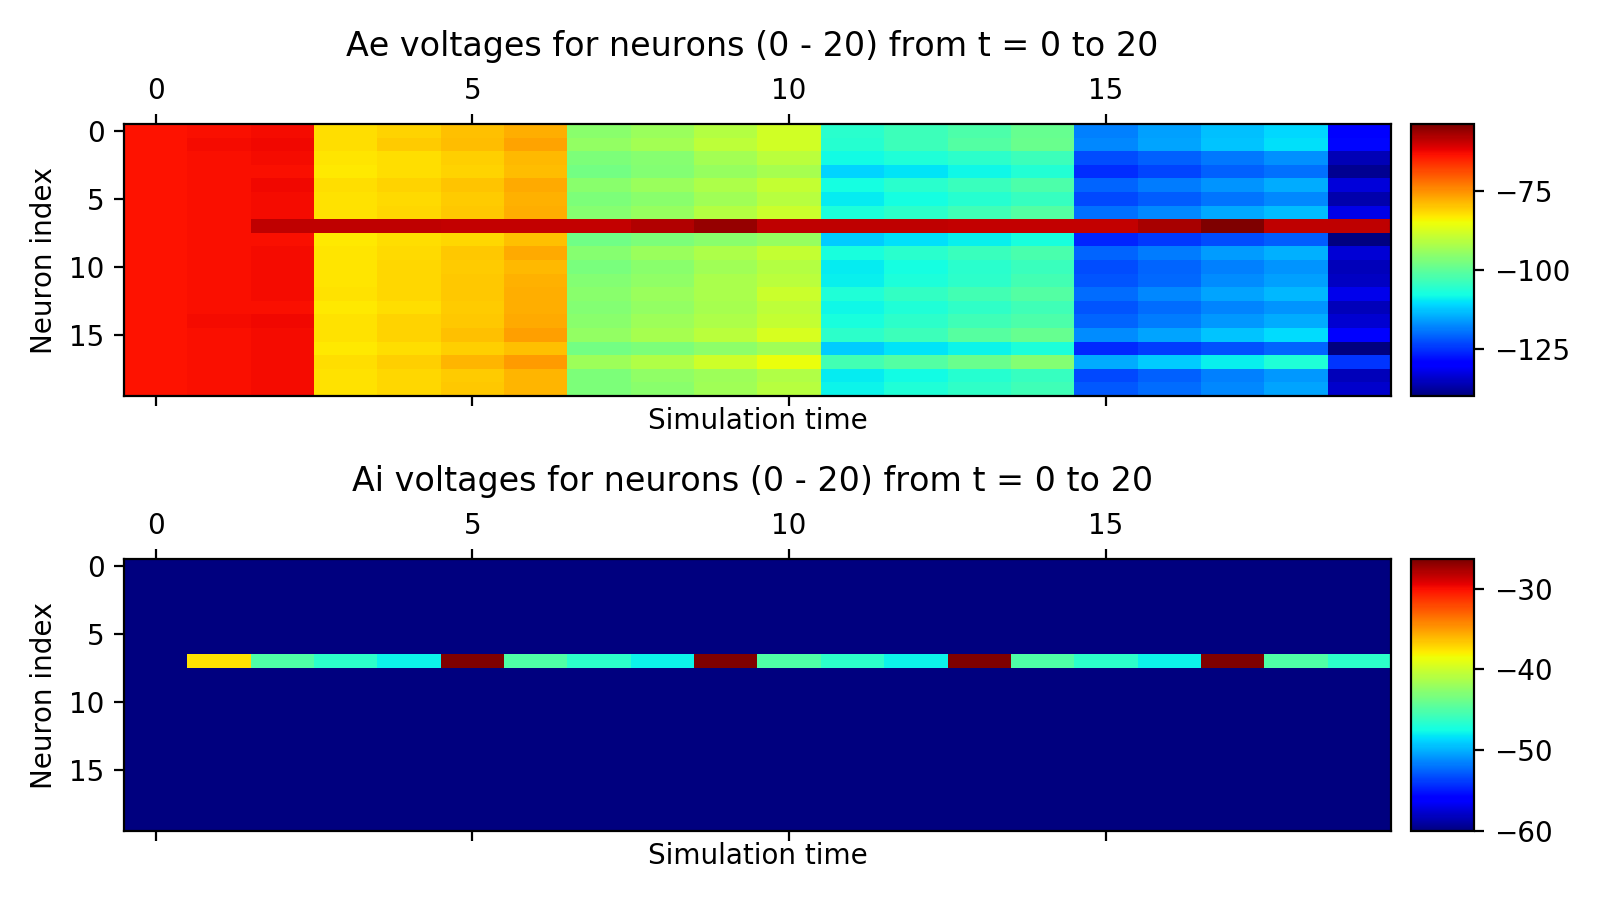 Ae voltages for neurons (0 - 20) from t = 0 to 20
0 5 10 15
Neuron index
0
5
10
15
−75
−100
−125
Simulation time
Ai voltages for neurons (0 - 20) from t = 0 to 20
0 5 10 15
Neuron index
0
5
10
15
−30
−40
−50
−60
Simulation time